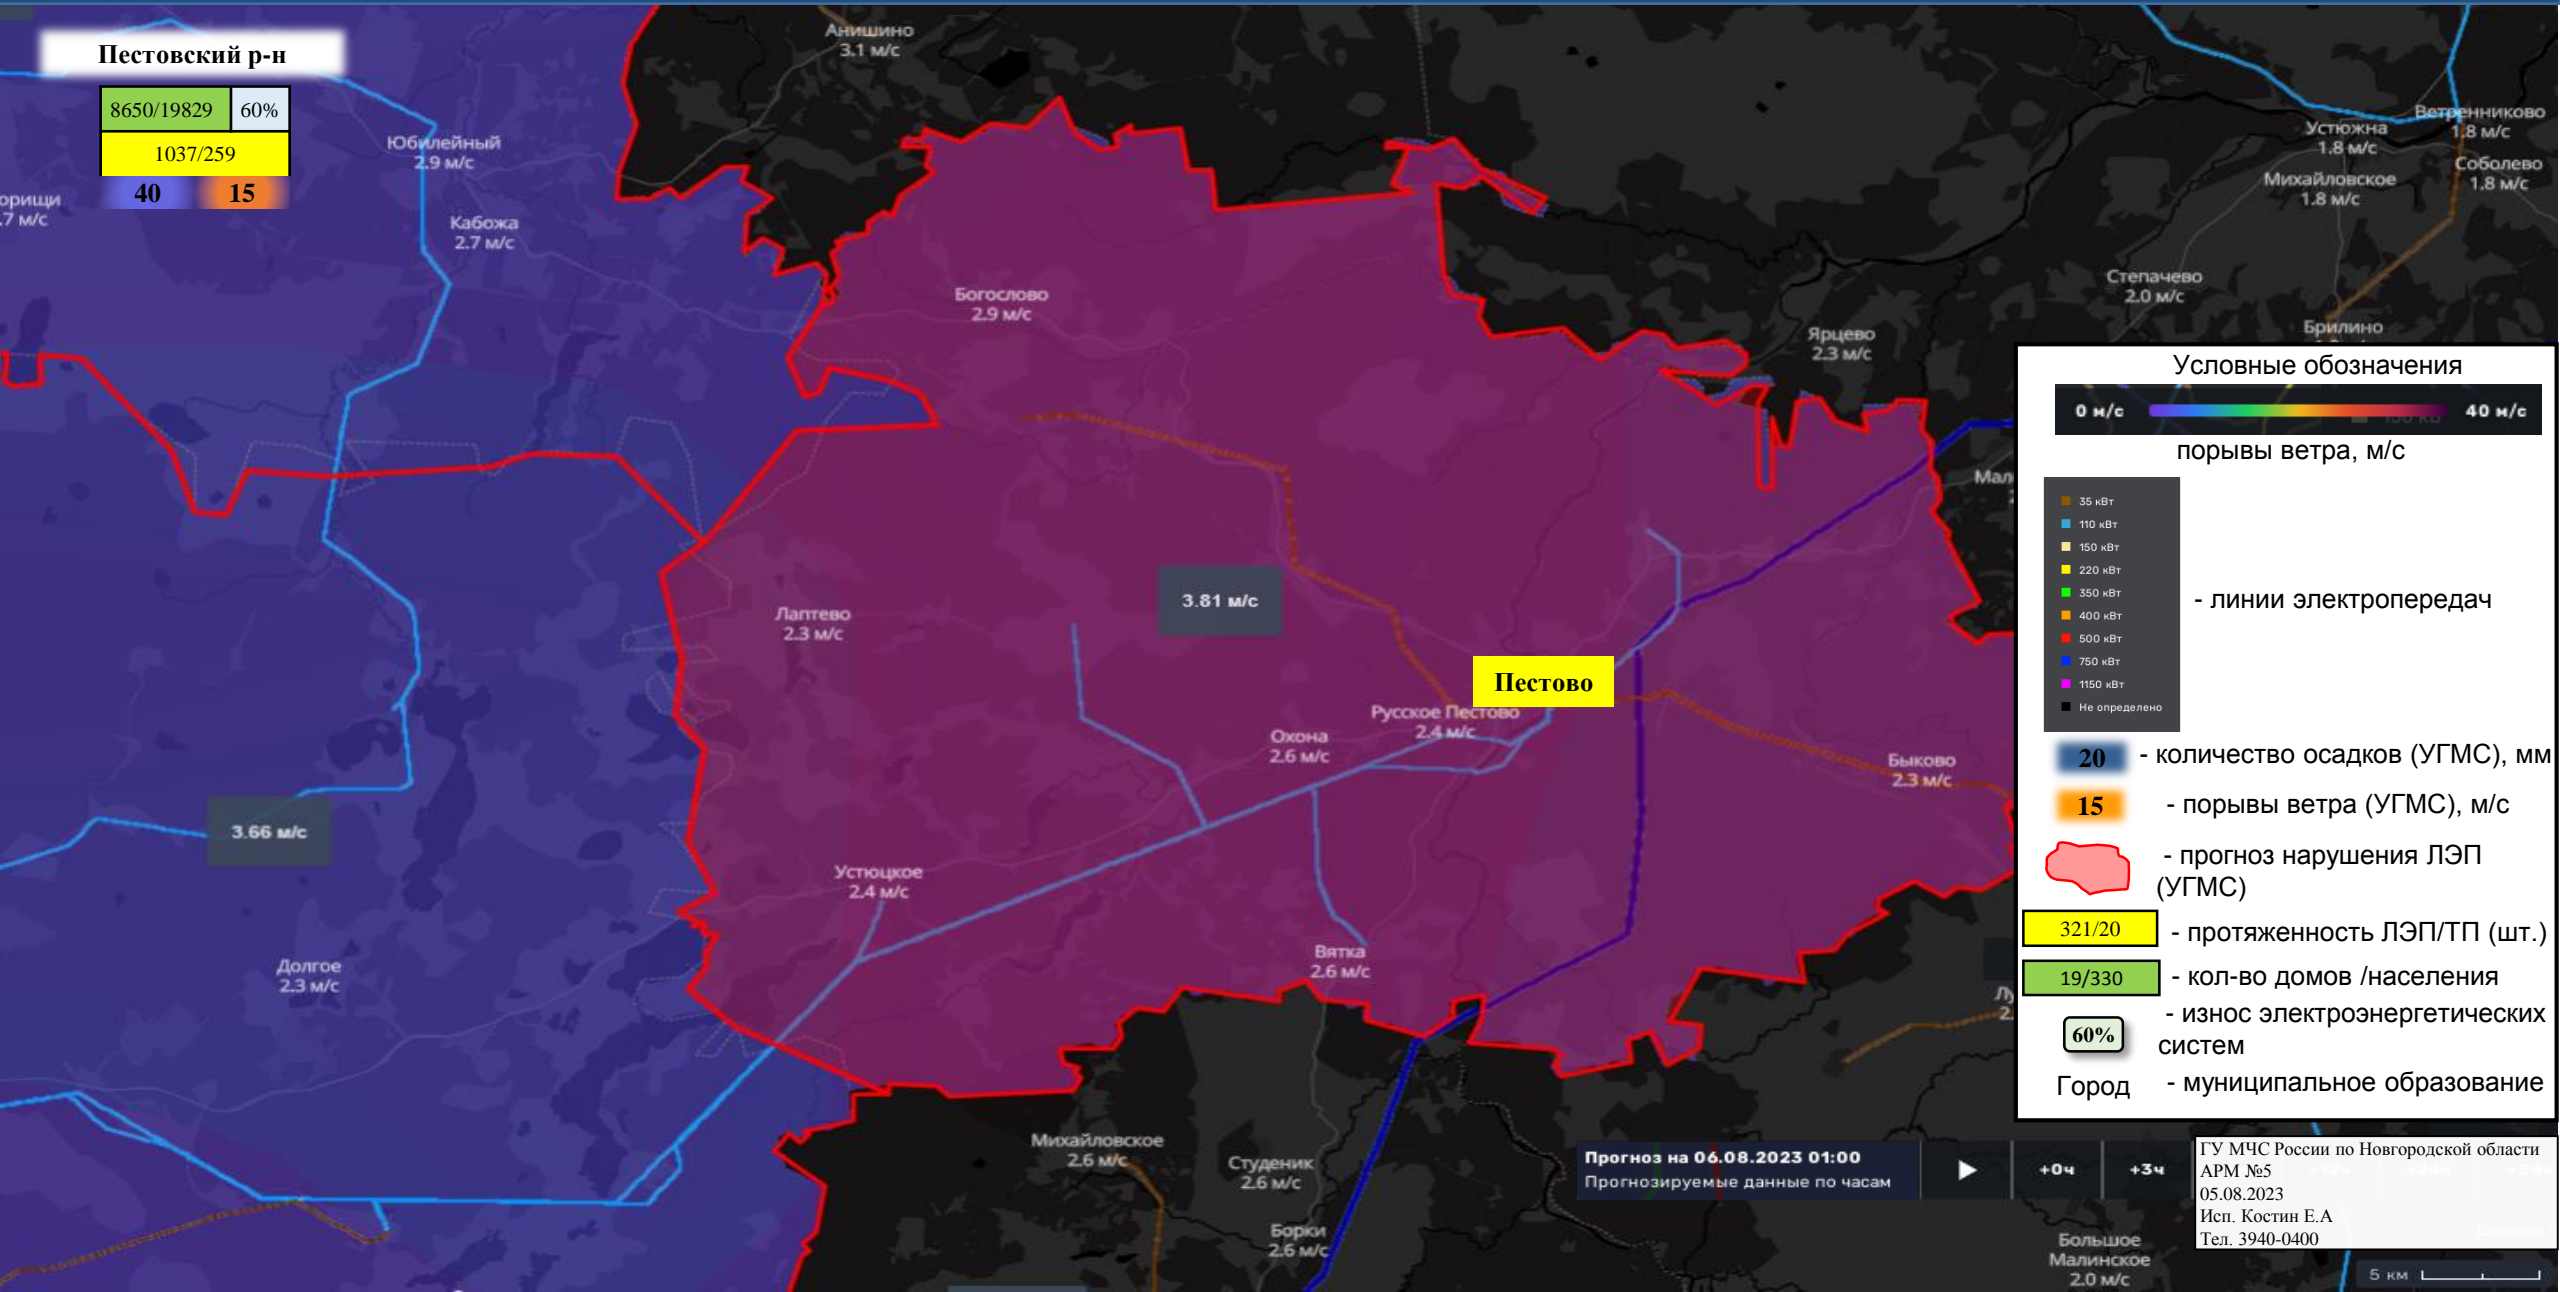 Пестовский р-н
8650/19829 60%
1037/259
40 15
Анишино
3.1 м/с
Юбилейный
2.9 м/с
Кабожа
2.7 м/с
Ветренниково
1.8 м/с
Устюжна
1.8 м/с
Соболево
1.8 м/с
Михайловское
1.8 м/с
Степачево
2.0 м/с
Брилино
Богослово
2.9 м/с
Ярцево
2.3 м/с
Лаптево
2.3 м/с
3.81 м/с
Пестово
Русское Пестово
2.4 м/с
Охона
2.6 м/с
Быково
2.3 м/с
3.66 м/с
Устюцкое
2.4 м/с
Вятка
2.6 м/с
Долгое
2.3 м/с
Михайловское
2.6 м/с
Студеник
2.6 м/с
Борки
2.6 м/с
Большое
Малинское
2.0 м/с
Условные обозначения
0 м/с 40 м/с
порывы ветра, м/с
35 кВт
110 кВт
150 кВт
220 кВт
350 кВт
400 кВт
500 кВт
750 кВт
1150 кВт
Не определено
- линии электропередач
20 - количество осадков (УГМС), мм
15 - порывы ветра (УГМС), м/с
- прогноз нарушения ЛЭП
(УГМС)
321/20 - протяженность ЛЭП/ТП (шт.)
19/330 - кол-во домов /населения
60% - износ электроэнергетических
систем
Город - муниципальное образование
Прогноз на 06.08.2023 01:00
Прогнозируемые данные по часам
+0ч +3ч
ГУ МЧС России по Новгородской области
АРМ №5
05.08.2023
Исп. Костин Е.А
Тел. 3940-0400
5 км